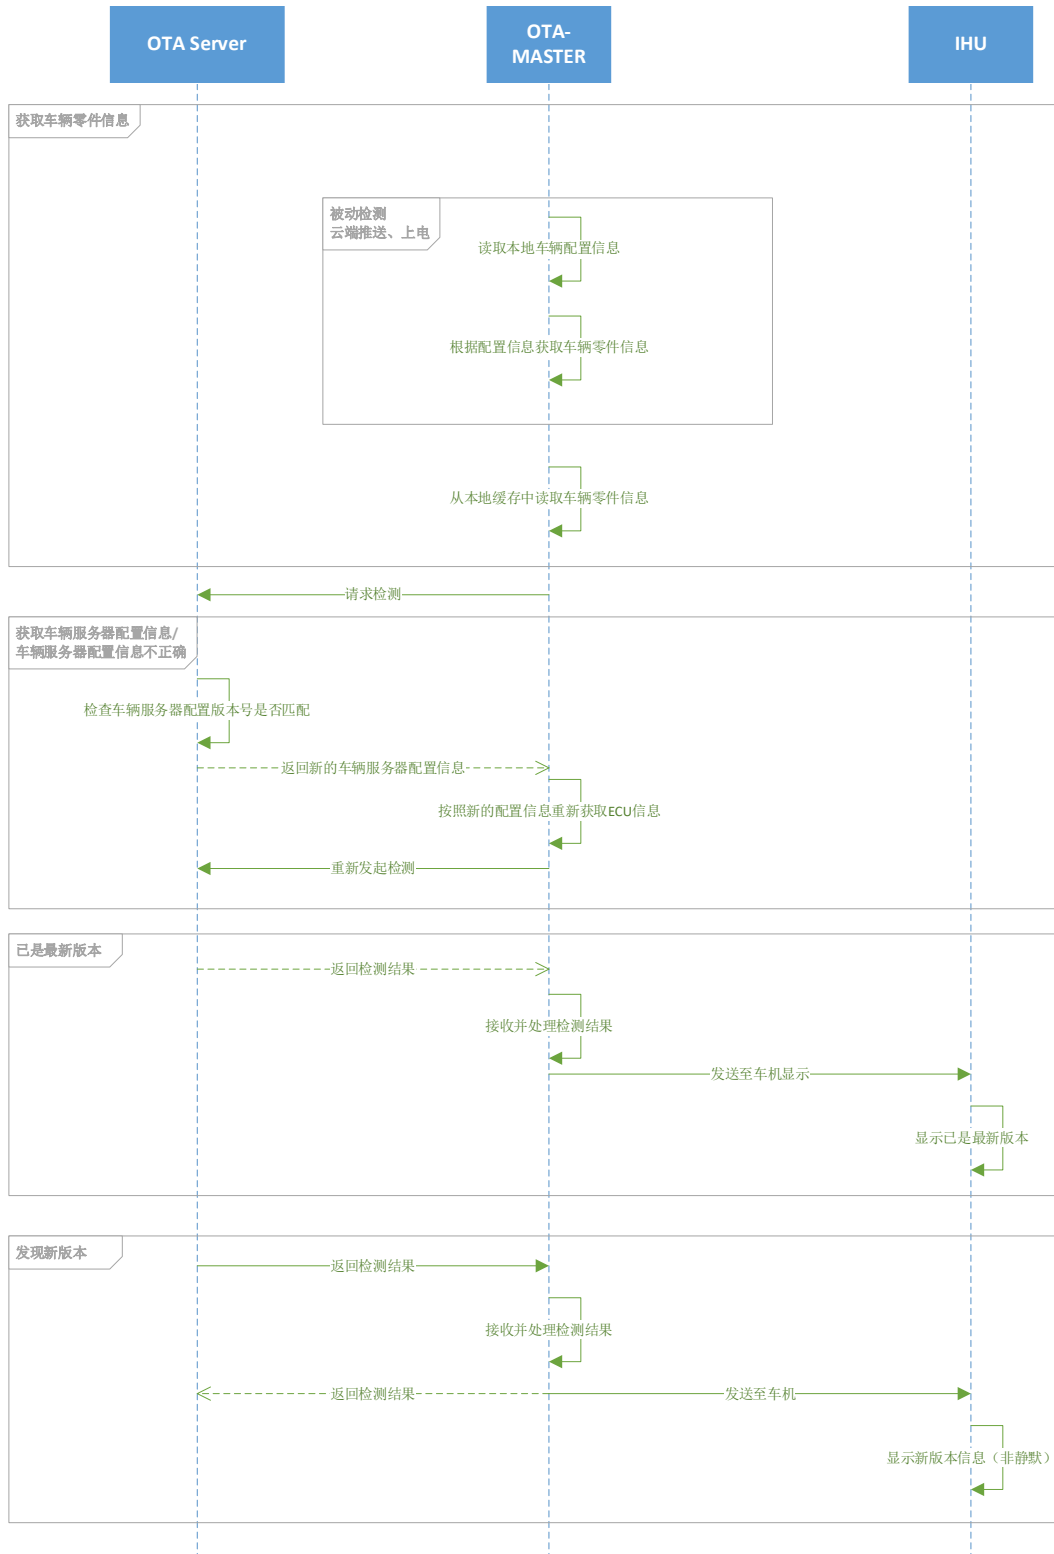 OTA Server
OTA-
MASTER
IHU
获取车辆零件信息
被动检测
云端推送、上电
读取本地车辆配置信息
根据配置信息获取车辆零件信息
从本地缓存中读取车辆零件信息
请求检测
获取车辆服务器配置信息/
车辆服务器配置信息不正确
检查车辆服务器配置版本号是否匹配
返回新的车辆服务器配置信息
按照新的配置信息重新获取ECU信息
重新发起检测
已是最新版本
返回检测结果
接收并处理检测结果
发送至车机显示
显示已是最新版本
发现新版本
返回检测结果
接收并处理检测结果
返回检测结果
发送至车机
显示新版本信息（非静默）